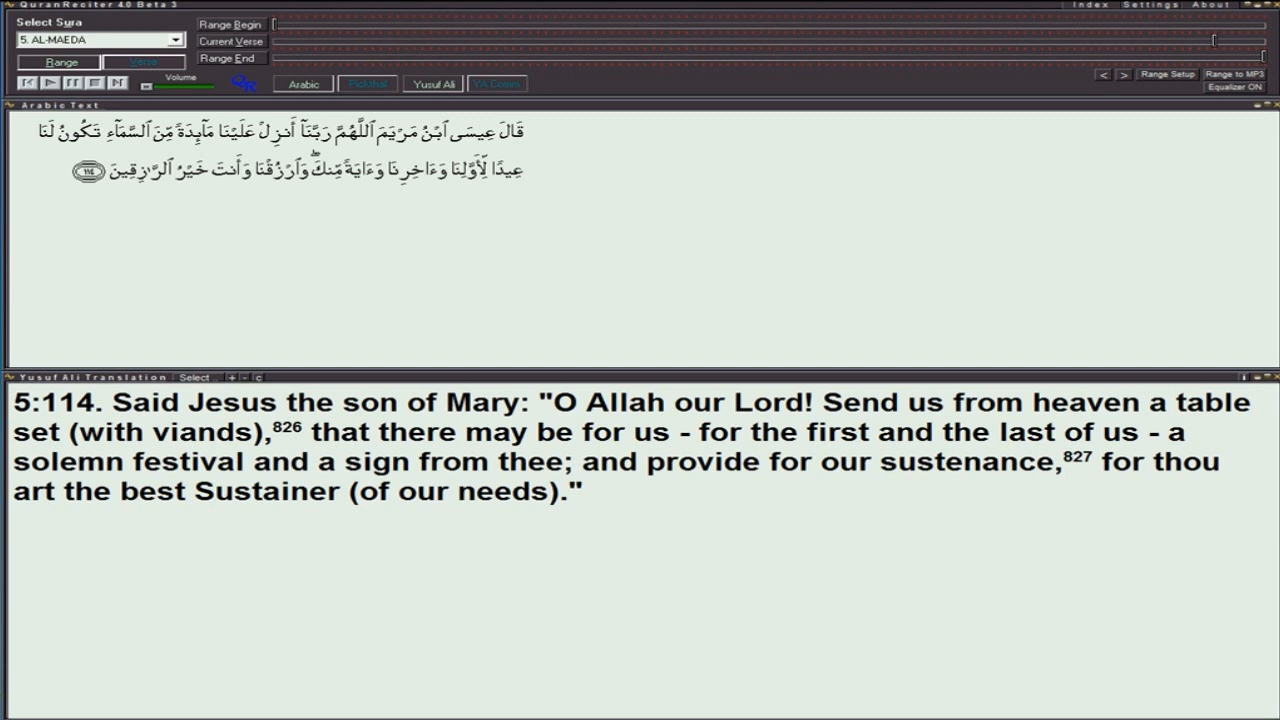 QuranReciter 4.0 Beta 3
Index Settings About
Select Sura
5. AL-MAEDA
Range Verse
Volume
Range Begin
Current Verse
Range End
Arabic Pickthal Yusuf Ali YA Comm
< > Range Setup Range to MP3
Equalizer ON
Arabic Text
قَالَ عِيسَى ٱبْنُ مَرْيَمَ ٱللَّهُمَّ رَبَّنَآ أَنزِلْ عَلَيْنَا مَآئِدَةً مِّنَ ٱلسَّمَآءِ تَكُونُ لَنَا
عِيدًا لِّأَوَّلِنَا وَءَاخِرِنَا وَءَايَةً مِّنكَ ۖ وَٱرْزُقْنَا وَأَنتَ خَيْرُ ٱلرَّٰزِقِينَ ١١٤
Yusuf Ali Translation Select... + - c i
5:114. Said Jesus the son of Mary: "O Allah our Lord! Send us from heaven a table
set (with viands),826 that there may be for us - for the first and the last of us - a
solemn festival and a sign from thee; and provide for our sustenance,827 for thou
art the best Sustainer (of our needs)."